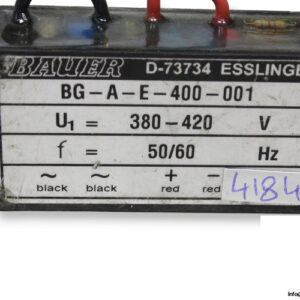 BAUER D-73734 ESSLINGE
BG-A-E-400-001
U1 = 380-420 V
f = 50/60 Hz
~ ~ + -
black black red red
4184